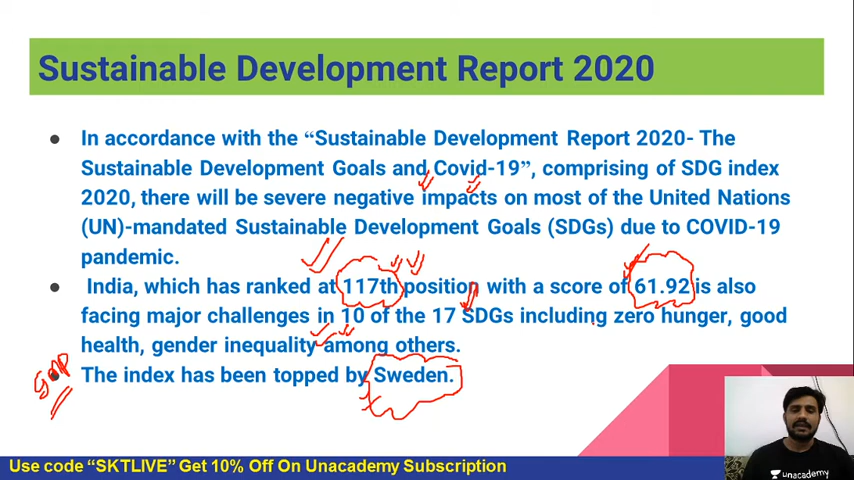 Sustainable Development Report 2020
● In accordance with the “Sustainable Development Report 2020- The
Sustainable Development Goals and Covid-19”, comprising of SDG index
2020, there will be severe negative impacts on most of the United Nations
(UN)-mandated Sustainable Development Goals (SDGs) due to COVID-19
pandemic.
● India, which has ranked at 117th position with a score of 61.92 is also
facing major challenges in 10 of the 17 SDGs including zero hunger, good
health, gender inequality among others.
● The index has been topped by Sweden.
unacademy
Use code “SKTLIVE” Get 10% Off On Unacademy Subscription